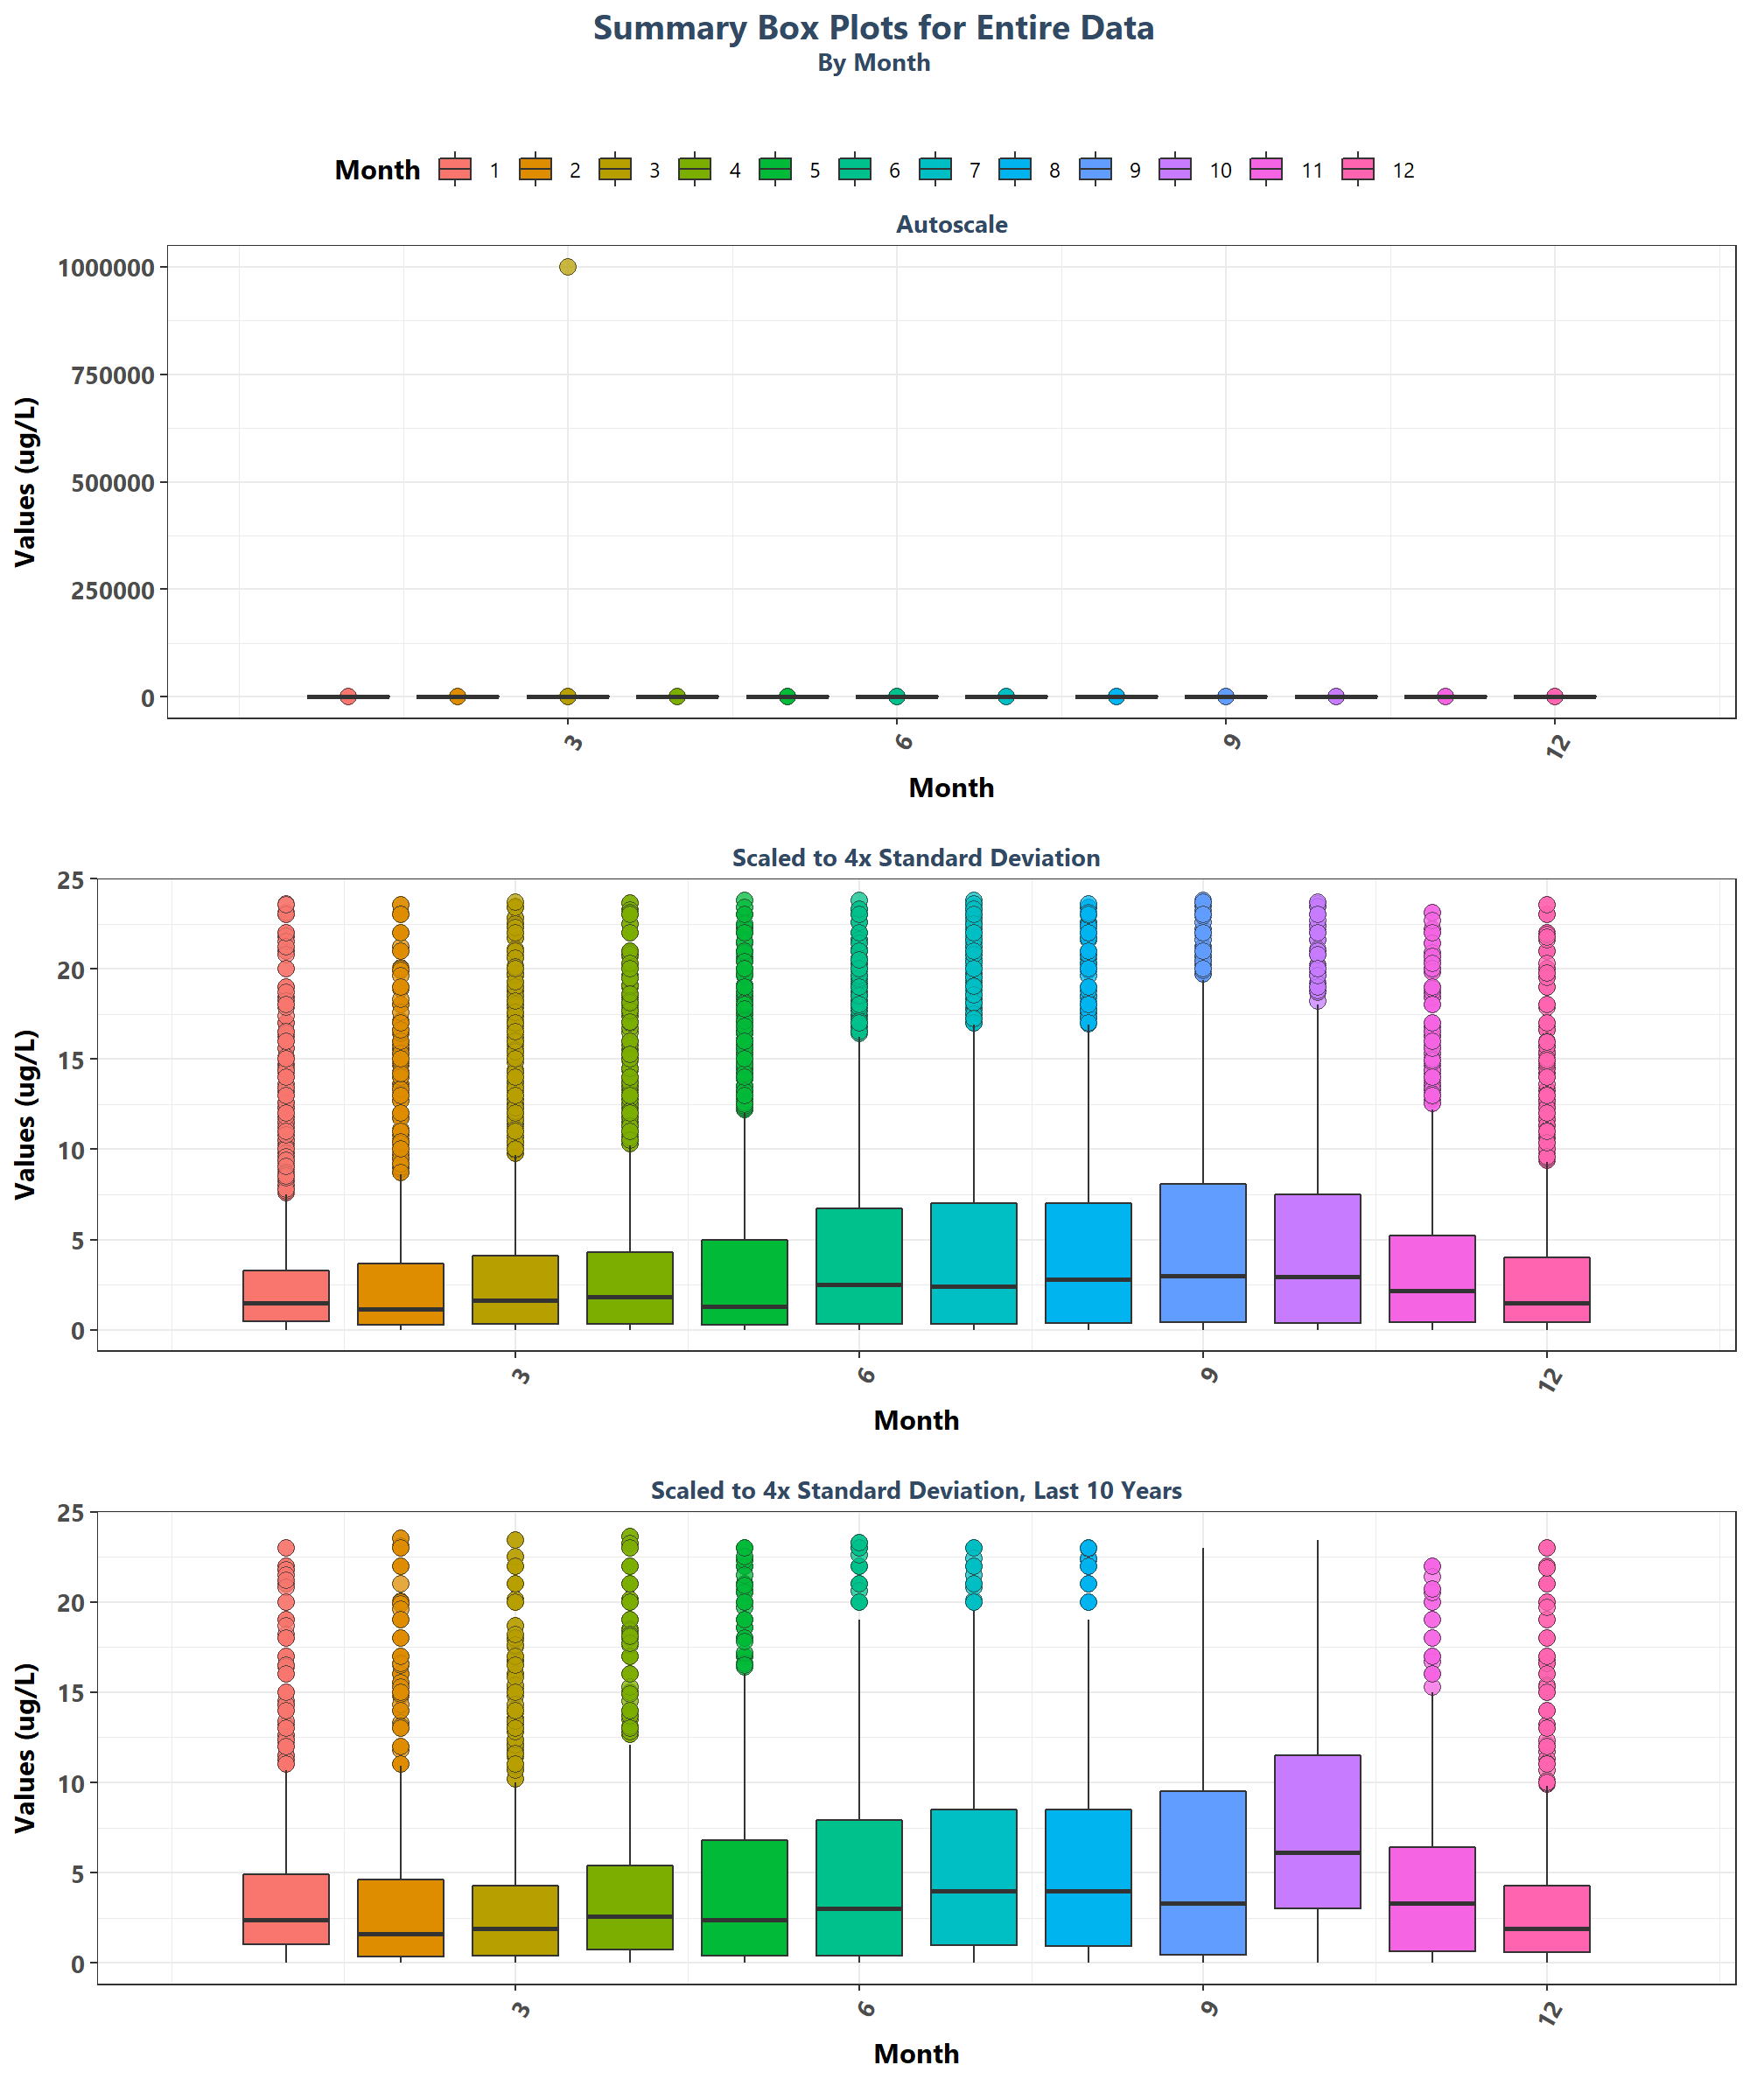 Summary Box Plots for Entire Data
By Month
Month 1 2 3 4 5 6 7 8 9 10 11 12
Autoscale
Values (ug/L)
1000000
750000
500000
250000
0
3 6 9 12
Month
Scaled to 4x Standard Deviation
Values (ug/L)
25
20
15
10
5
0
3 6 9 12
Month
Scaled to 4x Standard Deviation, Last 10 Years
Values (ug/L)
25
20
15
10
5
0
3 6 9 12
Month